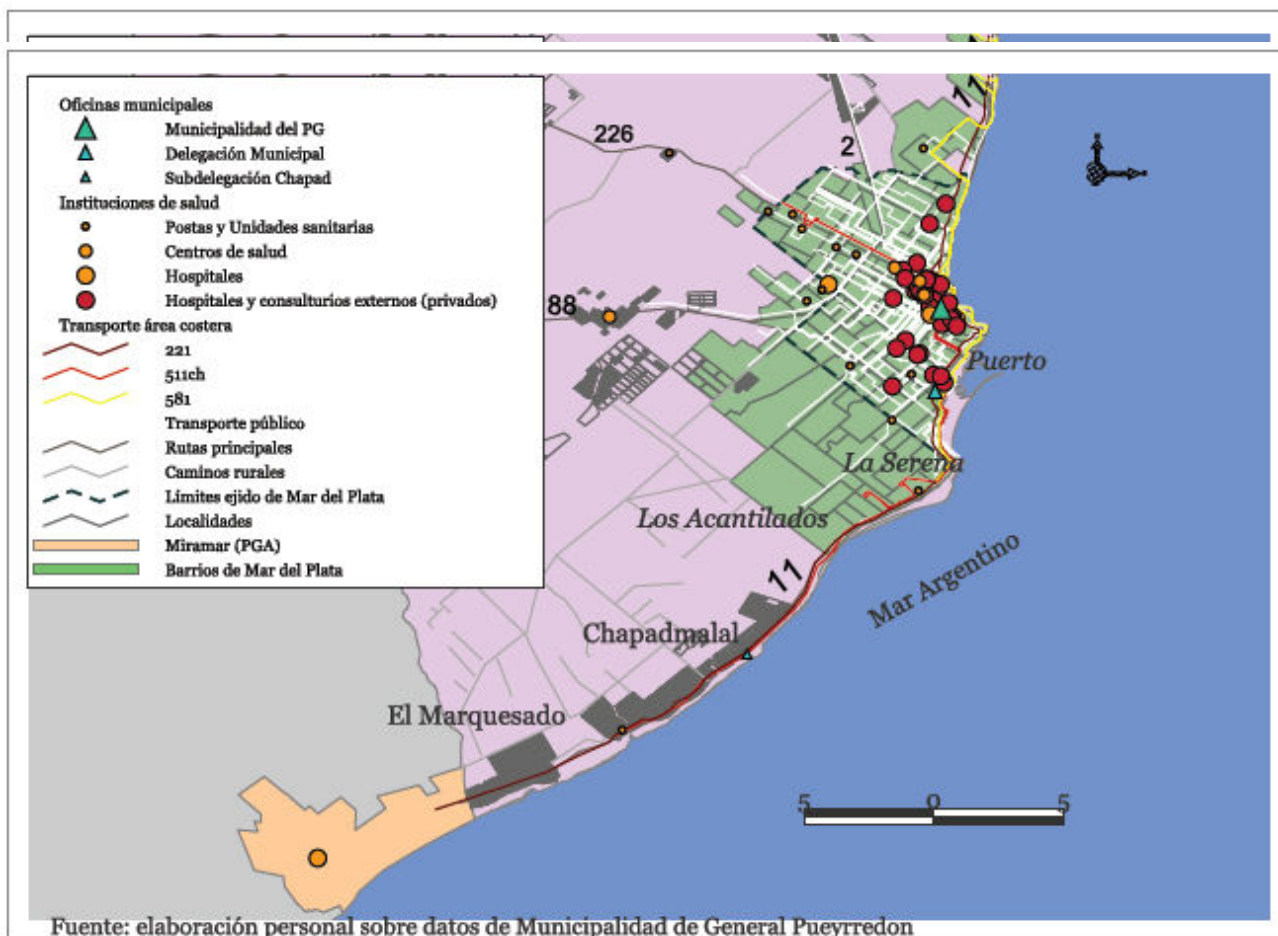 Oficinas municipales
Municipalidad del PG
Delegación Municipal
Subdelegación Chapad
Instituciones de salud
Postas y Unidades sanitarias
Centros de salud
Hospitales
Hospitales y consulturios externos (privados)
Transporte área costera
221
511ch
581
Transporte público
Rutas principales
Caminos rurales
Límites ejido de Mar del Plata
Localidades
Miramar (PGA)
Barrios de Mar del Plata
11
226
2
88
Puerto
La Serena
Los Acantilados
11
Mar Argentino
Chapadmalal
El Marquesado
5 0 5
Fuente: elaboración personal sobre datos de Municipalidad de General Pueyrredon